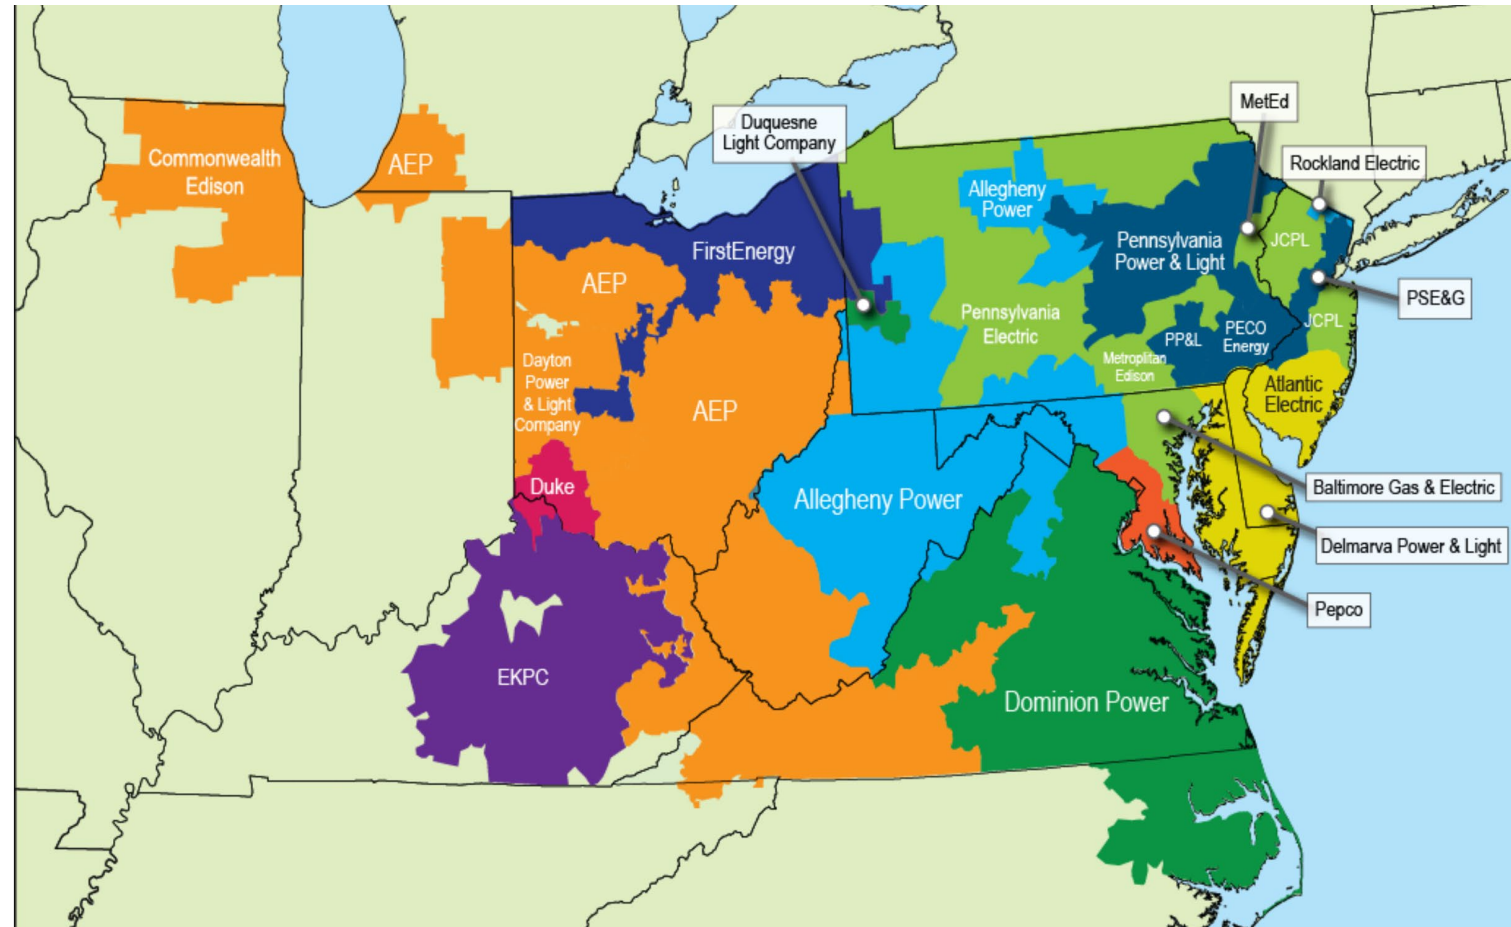 MetEd
Duquesne
Light Company
Rockland Electric
Commonwealth
Edison
AEP
Allegheny
Power
JCPL
Pennsylvania
Power & Light
FirstEnergy
AEP
PSE&G
Pennsylvania
Electric
JCPL
PP&L
PECO
Energy
Metroplitan
Edison
Dayton
Power
& Light
Company
AEP
Atlantic
Electric
Duke
Allegheny Power
Baltimore Gas & Electric
Delmarva Power & Light
Pepco
EKPC
Dominion Power